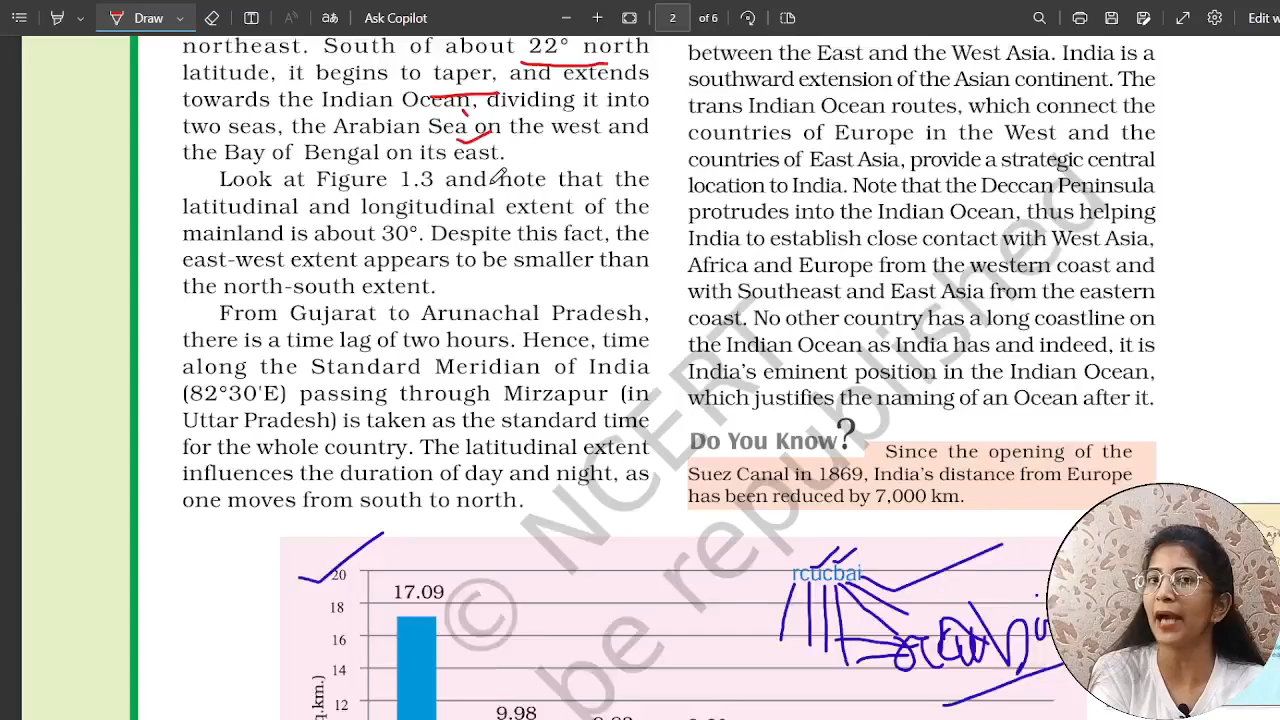 Draw
Ask Copilot
2 of 6
Edit w
northeast. South of about 22° north
latitude, it begins to taper, and extends
towards the Indian Ocean, dividing it into
two seas, the Arabian Sea on the west and
the Bay of Bengal on its east.
Look at Figure 1.3 and note that the
latitudinal and longitudinal extent of the
mainland is about 30°. Despite this fact, the
east-west extent appears to be smaller than
the north-south extent.
From Gujarat to Arunachal Pradesh,
there is a time lag of two hours. Hence, time
along the Standard Meridian of India
(82°30'E) passing through Mirzapur (in
Uttar Pradesh) is taken as the standard time
for the whole country. The latitudinal extent
influences the duration of day and night, as
one moves from south to north.
between the East and the West Asia. India is a
southward extension of the Asian continent. The
trans Indian Ocean routes, which connect the
countries of Europe in the West and the
countries of East Asia, provide a strategic central
location to India. Note that the Deccan Peninsula
protrudes into the Indian Ocean, thus helping
India to establish close contact with West Asia,
Africa and Europe from the western coast and
with Southeast and East Asia from the eastern
coast. No other country has a long coastline on
the Indian Ocean as India has and indeed, it is
India's eminent position in the Indian Ocean,
which justifies the naming of an Ocean after it.
Do You Know?
Since the opening of the
Suez Canal in 1869, India's distance from Europe
has been reduced by 7,000 km.
© NCERT
be republished
20
18
16
14
12
17.09
9.98
rcucbai
q.km.)